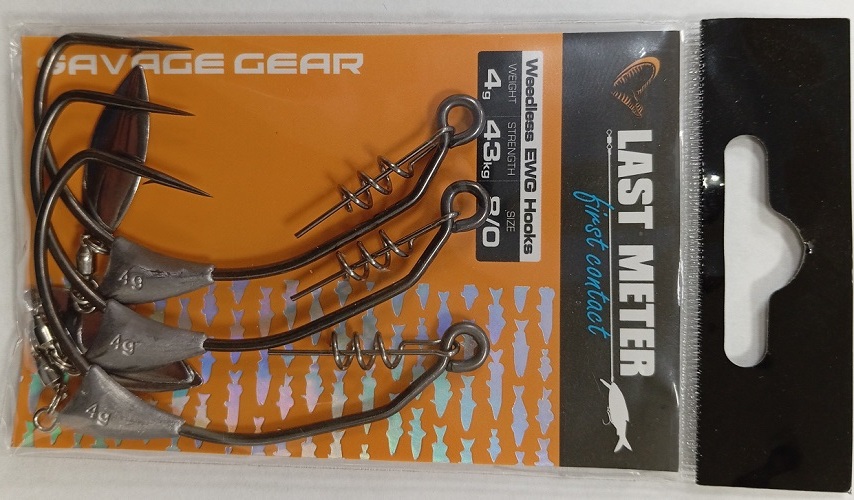 SAVAGE GEAR
Weedless EWG Hooks
WEIGHT STRENGTH SIZE
4g 43kg 8/0
LAST METER
first contact
4g
4g
4g